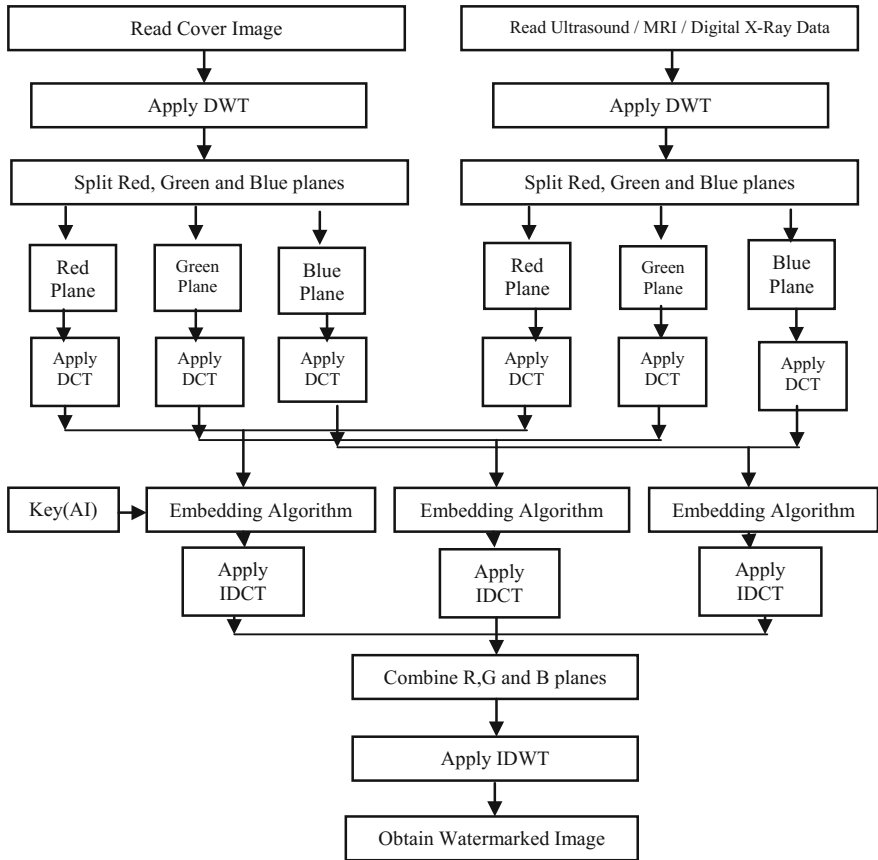 Read Cover Image
Read Ultrasound / MRI / Digital X-Ray Data
Apply DWT
Apply DWT
Split Red, Green and Blue planes
Split Red, Green and Blue planes
Red
Plane
Green
Plane
Blue
Plane
Red
Plane
Green
Plane
Blue
Plane
Apply
DCT
Apply
DCT
Apply
DCT
Apply
DCT
Apply
DCT
Apply
DCT
Key(AI)
Embedding Algorithm
Embedding Algorithm
Embedding Algorithm
Apply
IDCT
Apply
IDCT
Apply
IDCT
Combine R,G and B planes
Apply IDWT
Obtain Watermarked Image